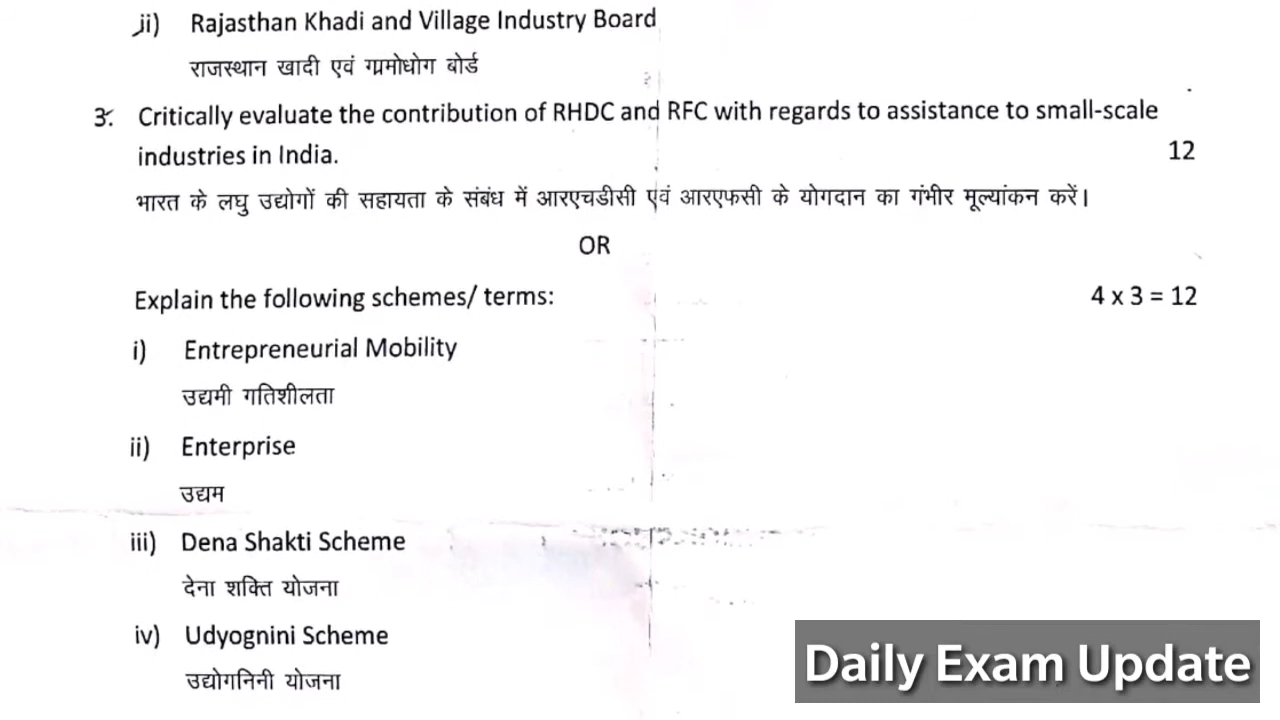 ii) Rajasthan Khadi and Village Industry Board
राजस्थान खादी एवं ग्रामोधोग बोर्ड
3. Critically evaluate the contribution of RHDC and RFC with regards to assistance to small-scale
industries in India. 12
भारत के लघु उद्योगों की सहायता के संबंध में आरएचडीसी एवं आरएफसी के योगदान का गंभीर मूल्यांकन करें।
OR
Explain the following schemes/ terms: 4 x 3 = 12
i) Entrepreneurial Mobility
उद्यमी गतिशीलता
ii) Enterprise
उद्यम
iii) Dena Shakti Scheme
देना शक्ति योजना
iv) Udyognini Scheme
उद्योगनिनी योजना
Daily Exam Update